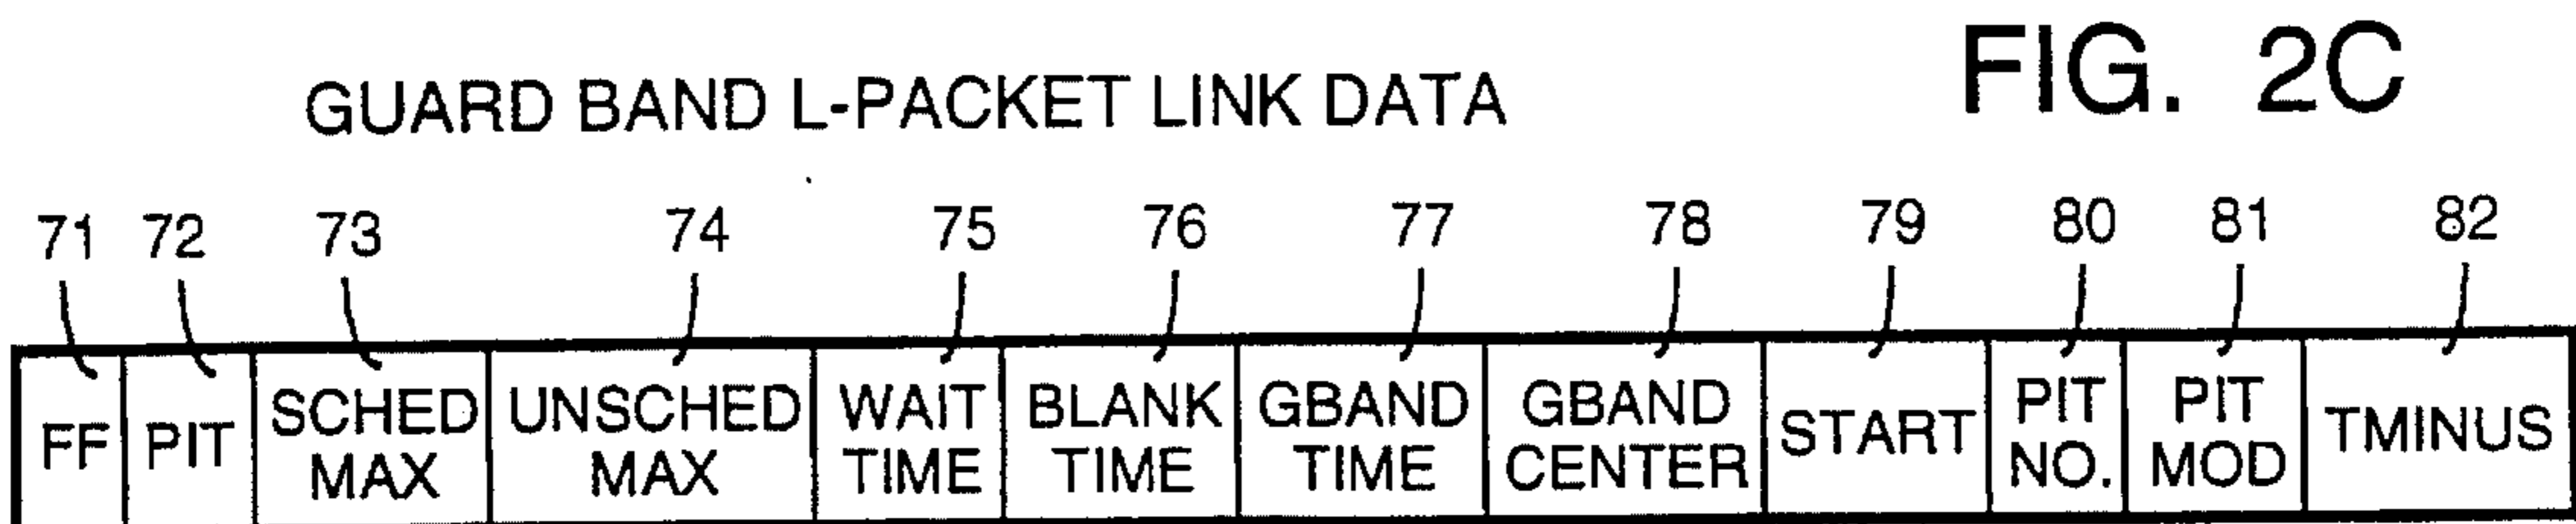 FIG. 2C
GUARD BAND L-PACKET LINK DATA
71 72 73 74 75 76 77 78 79 80 81 82
FF
PIT
SCHED
MAX
UNSCHED
MAX
WAIT
TIME
BLANK
TIME
GBAND
TIME
GBAND
CENTER
START
PIT
NO.
PIT
MOD
TMINUS